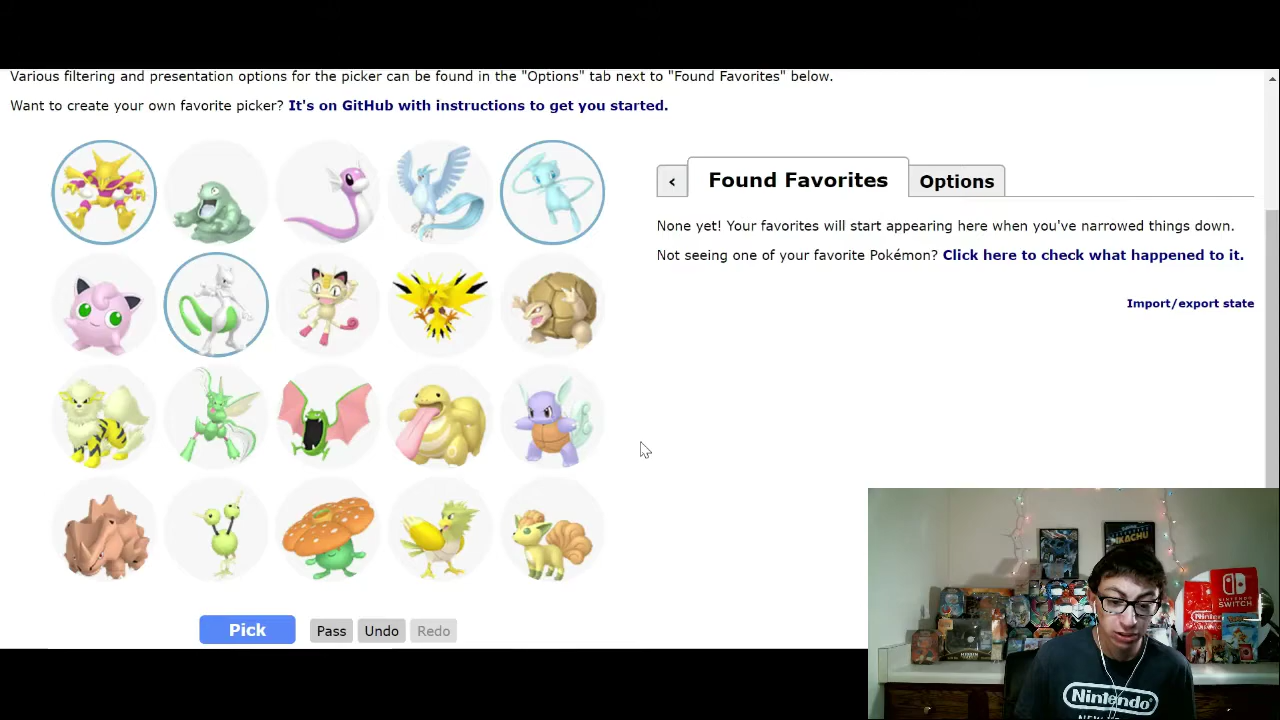 Various filtering and presentation options for the picker can be found in the "Options" tab next to "Found Favorites" below.
Want to create your own favorite picker? It's on GitHub with instructions to get you started.
‹ Found Favorites Options
None yet! Your favorites will start appearing here when you've narrowed things down.
Not seeing one of your favorite Pokémon? Click here to check what happened to it.
Import/export state
Pick Pass Undo Redo
PIKACHU
NINTENDO
SWITCH
Nintendo